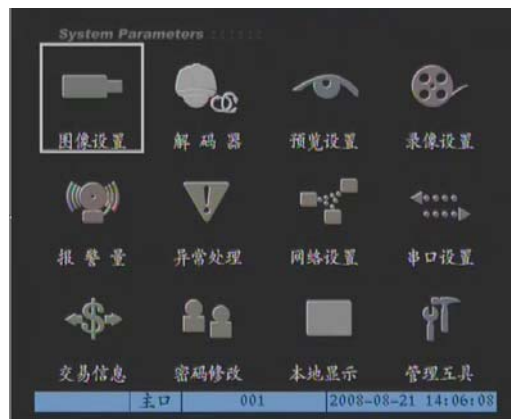 System Parameters
图像设置 解码器 预览设置 录像设置
报警量 异常处理 网络设置 串口设置
交易信息 密码修改 本地显示 管理工具
主口 001 2008-08-21 14:06:08